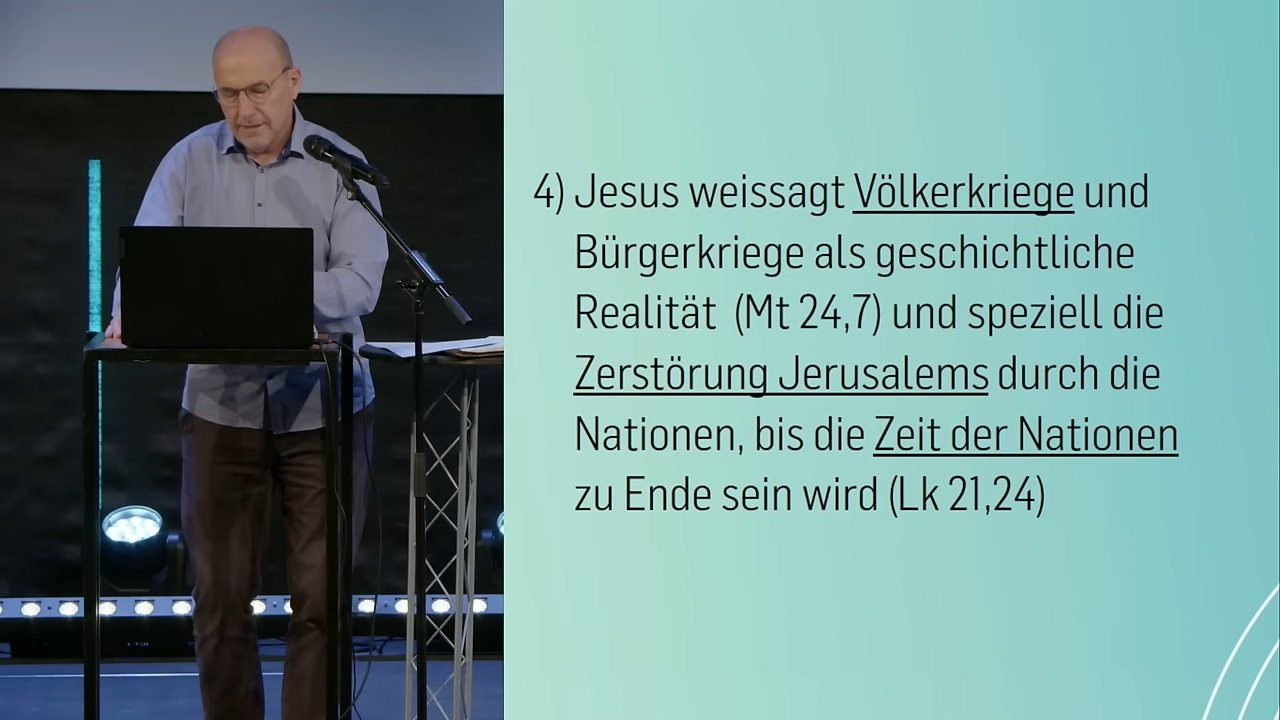 4) Jesus weissagt Völkerkriege und
Bürgerkriege als geschichtliche
Realität (Mt 24,7) und speziell die
Zerstörung Jerusalems durch die
Nationen, bis die Zeit der Nationen
zu Ende sein wird (Lk 21,24)